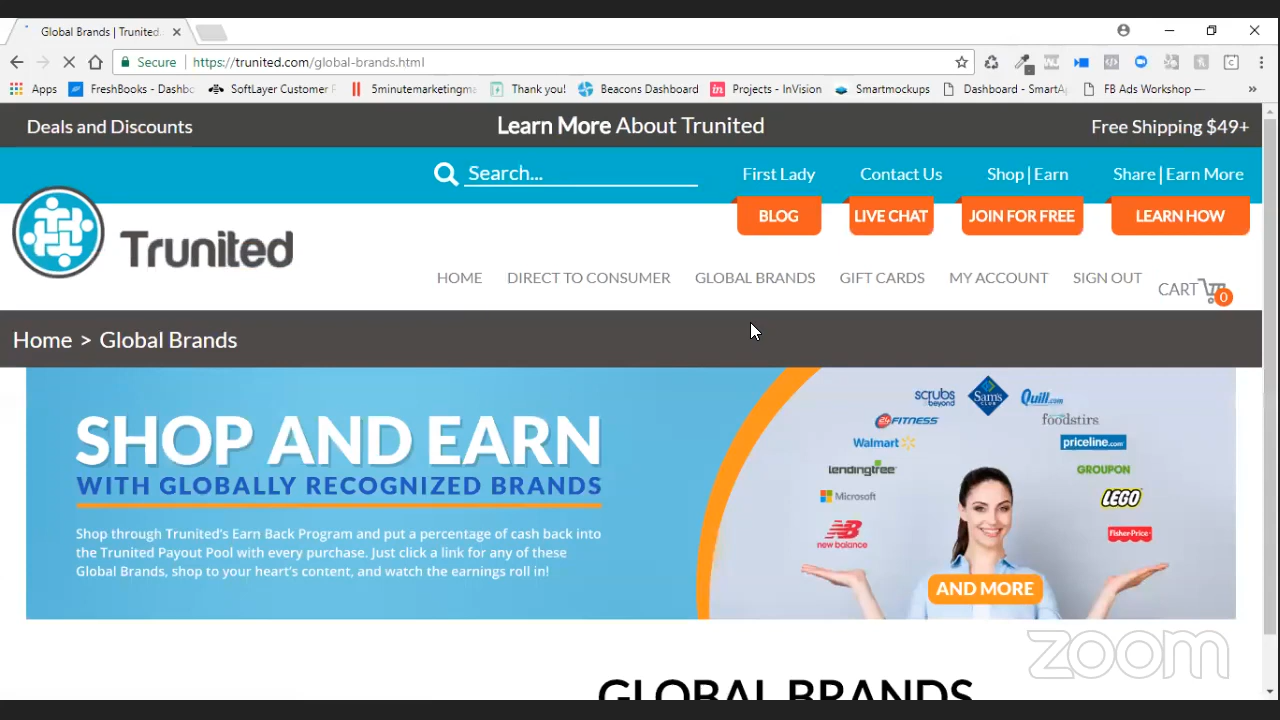 Global Brands | Trunited.
Secure
https://trunited.com/global-brands.html
Apps
FreshBooks - Dashbo
SoftLayer Customer P
5minutemarketingma
Thank you!
Beacons Dashboard
Projects - InVision
Smartmockups
Dashboard - SmartA
FB Ads Workshop —
Deals and Discounts
Learn More About Trunited
Free Shipping $49+
Search...
First Lady
Contact Us
Shop|Earn
Share|Earn More
BLOG
LIVE CHAT
JOIN FOR FREE
LEARN HOW
Trunited
HOME
DIRECT TO CONSUMER
GLOBAL BRANDS
GIFT CARDS
MY ACCOUNT
SIGN OUT
CART
0
Home > Global Brands
SHOP AND EARN
WITH GLOBALLY RECOGNIZED BRANDS
Shop through Trunited's Earn Back Program and put a percentage of cash back into
the Trunited Payout Pool with every purchase. Just click a link for any of these
Global Brands, shop to your heart's content, and watch the earnings roll in!
scrubs
beyond
Sam's
CLUB
Quill.com
24 FITNESS
foodstirs
Walmart
priceline.com
lendingtree
GROUPON
Microsoft
LEGO
new balance
Fisher-Price
AND MORE
zoom
GLOBAL BRANDS